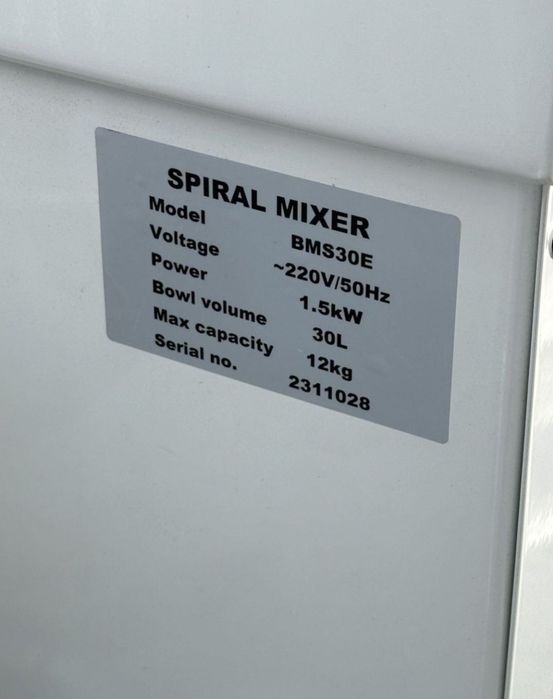 SPIRAL MIXER
Model BMS30E
Voltage ~220V/50Hz
Power 1.5kW
Bowl volume 30L
Max capacity 12kg
Serial no. 2311028